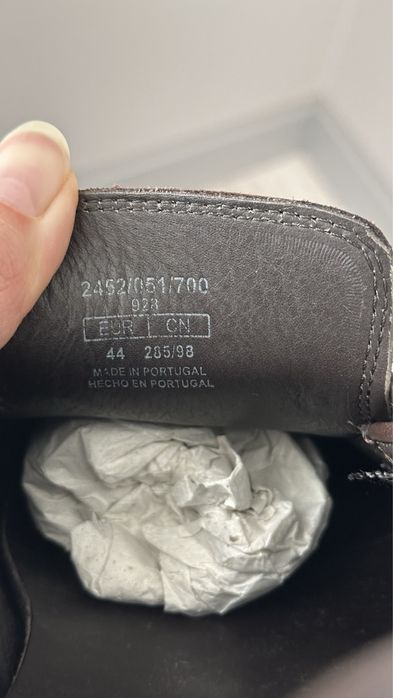 2452/051/700
928
EUR CN
44 285/98
MADE IN PORTUGAL
HECHO EN PORTUGAL